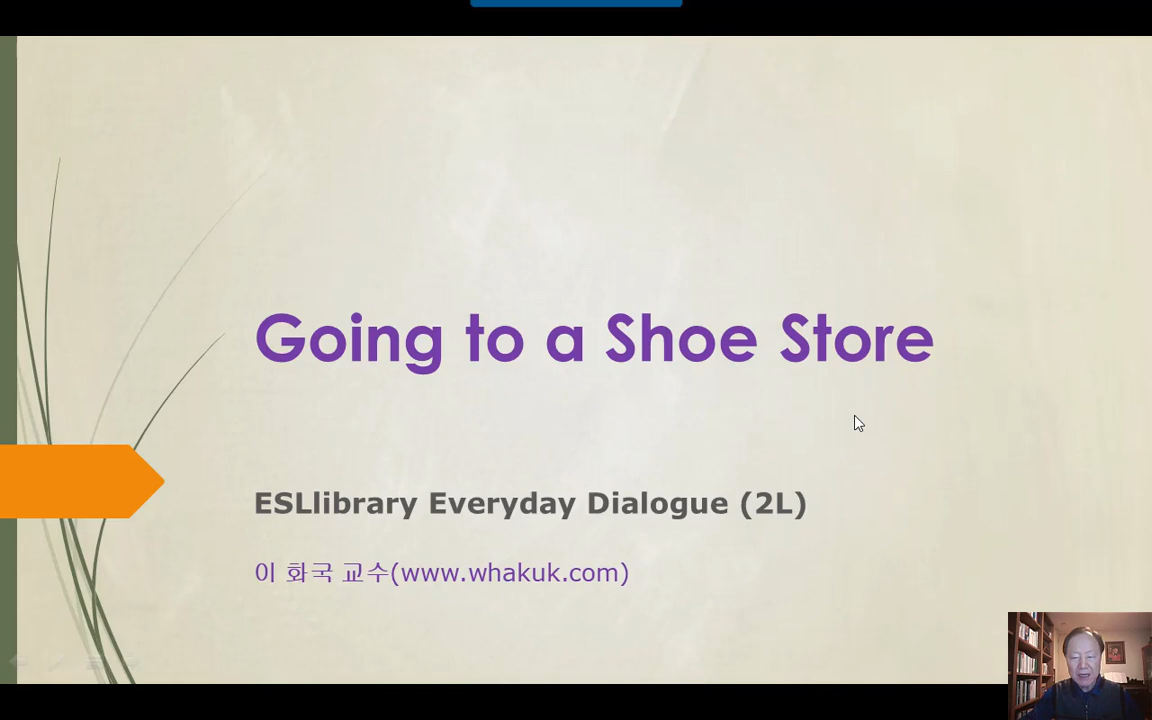 Going to a Shoe Store
ESLlibrary Everyday Dialogue (2L)
이 화국 교수(www.whakuk.com)